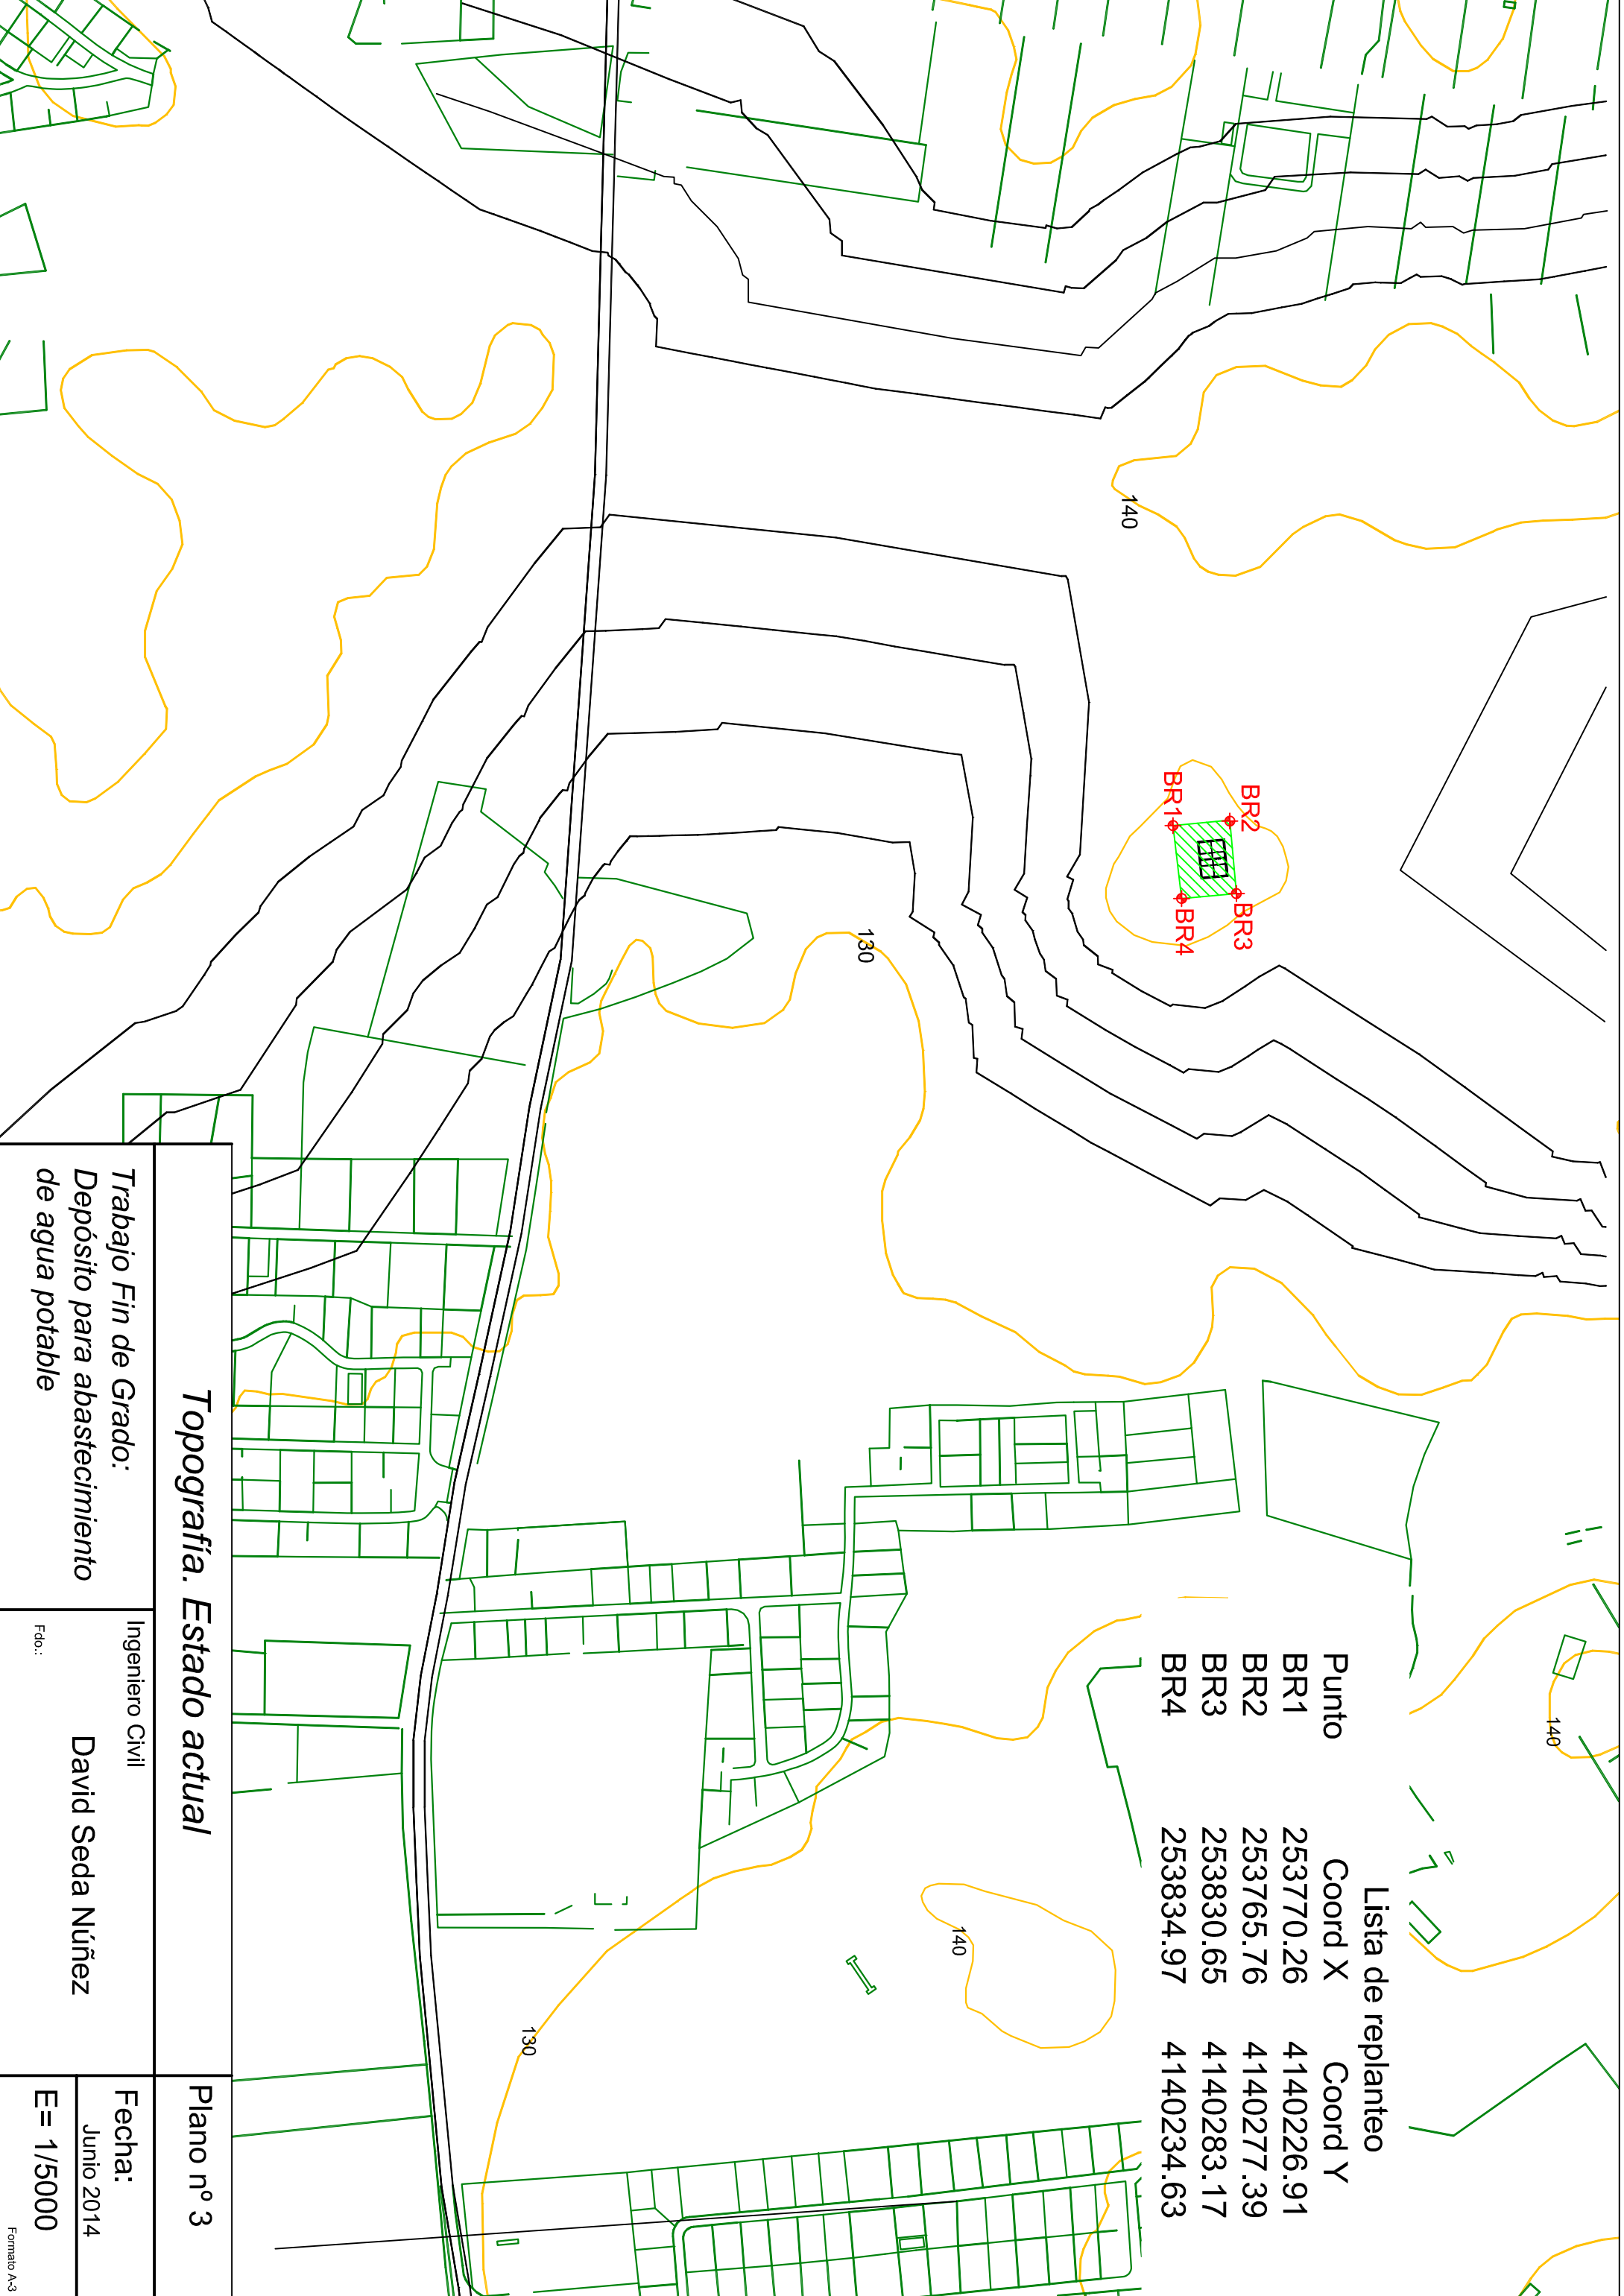 140
BR2
BR1
BR3
BR4
130
140
140
130
Lista de replanteo
Punto Coord X Coord Y
BR1 253770.26 4140226.91
BR2 253765.76 4140277.39
BR3 253830.65 4140283.17
BR4 253834.97 4140234.63
Topografía. Estado actual
Plano nº 3
Trabajo Fin de Grado:
Depósito para abastecimiento
de agua potable
Ingeniero Civil
David Seda Núñez
Fdo.:
Fecha:
Junio 2014
E= 1/5000
Formato A-3